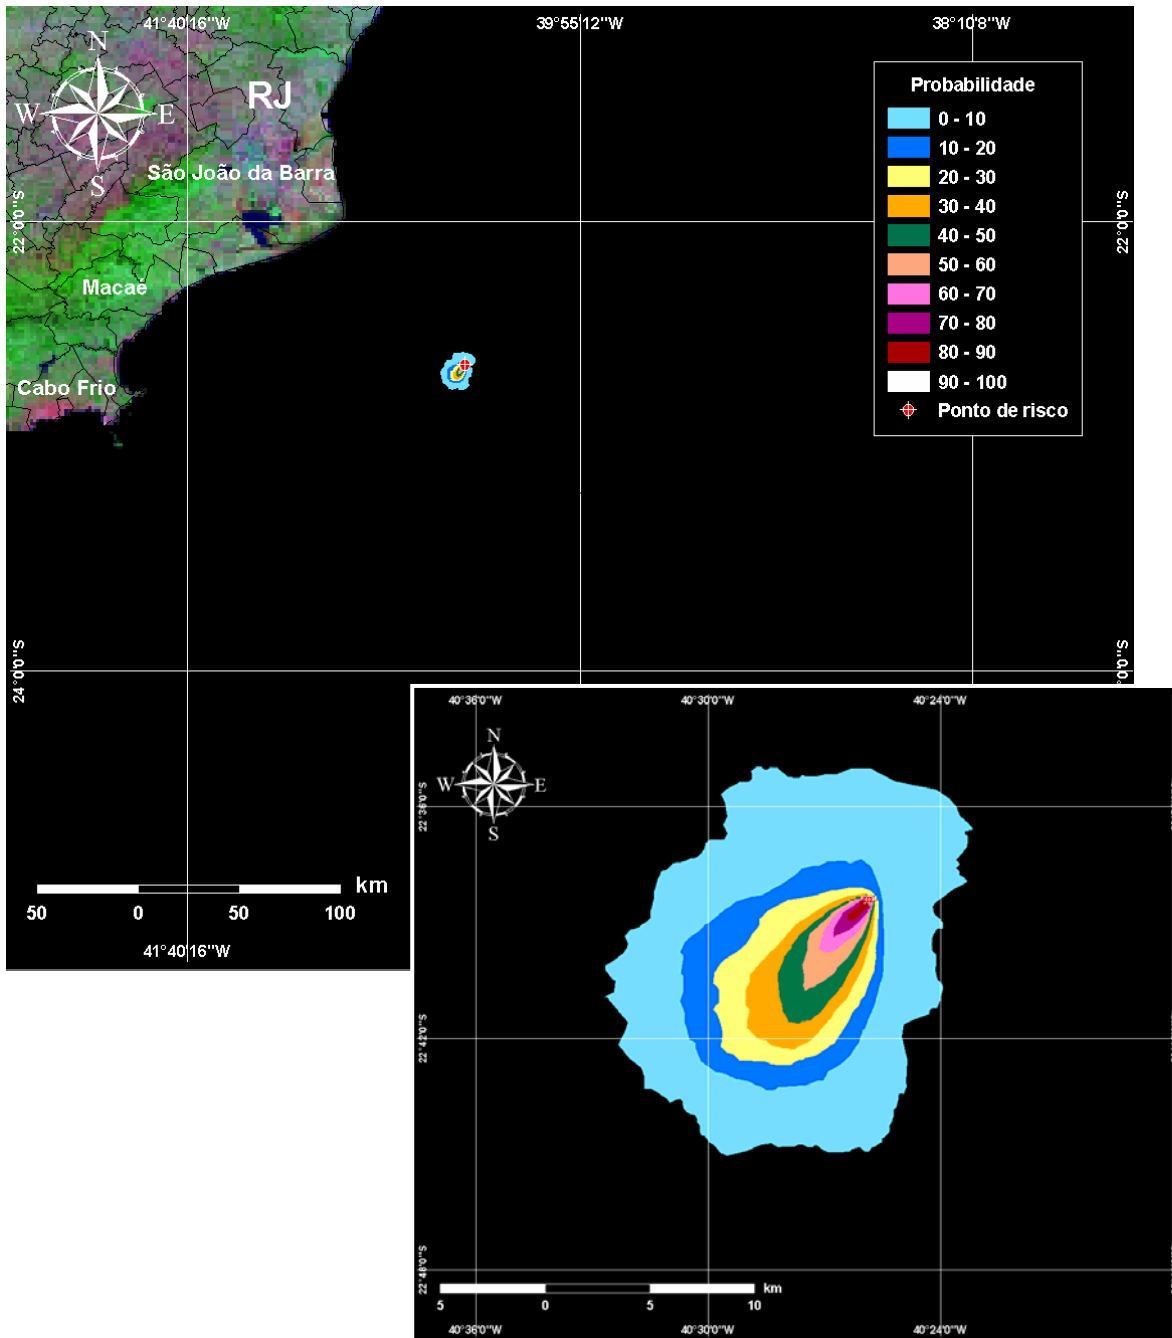 41°40'16"W
39°55'12"W
38°10'8"W
N
W
E
S
RJ
São João da Barra
Macaé
Cabo Frio
22°0'0"S
22°0'0"S
24°0'0"S
Probabilidade
0 - 10
10 - 20
20 - 30
30 - 40
40 - 50
50 - 60
60 - 70
70 - 80
80 - 90
90 - 100
Ponto de risco
km
50 0 50 100
41°40'16"W
40°36'0"W 40°30'0"W 40°24'0"W
N
W
E
S
22°36'0"S
22°42'0"S
22°48'0"S
km
5 0 5 10
40°36'0"W 40°30'0"W 40°24'0"W